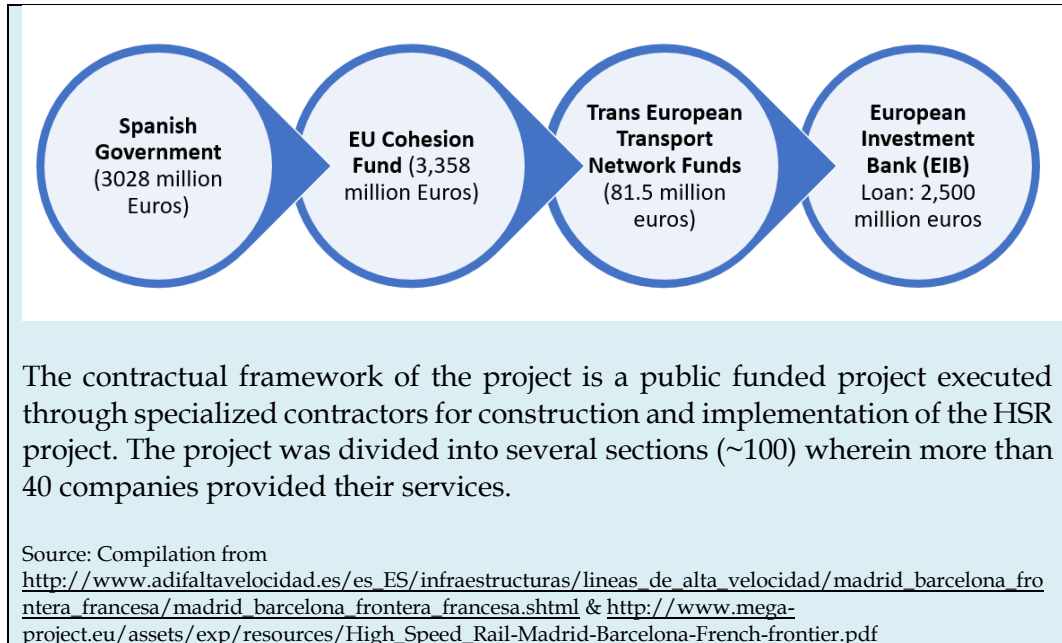 Spanish
Government
(3028 million
Euros)
EU Cohesion
Fund (3,358
million Euros)
Trans European
Transport
Network Funds
(81.5 million
euros)
European
Investment
Bank (EIB)
Loan: 2,500
million euros
The contractual framework of the project is a public funded project executed
through specialized contractors for construction and implementation of the HSR
project. The project was divided into several sections (~100) wherein more than
40 companies provided their services.
Source: Compilation from
http://www.adifaltavelocidad.es/es_ES/infraestructuras/lineas_de_alta_velocidad/madrid_barcelona_fro
ntera_francesa/madrid_barcelona_frontera_francesa.shtml & http://www.mega-
project.eu/assets/exp/resources/High_Speed_Rail-Madrid-Barcelona-French-frontier.pdf